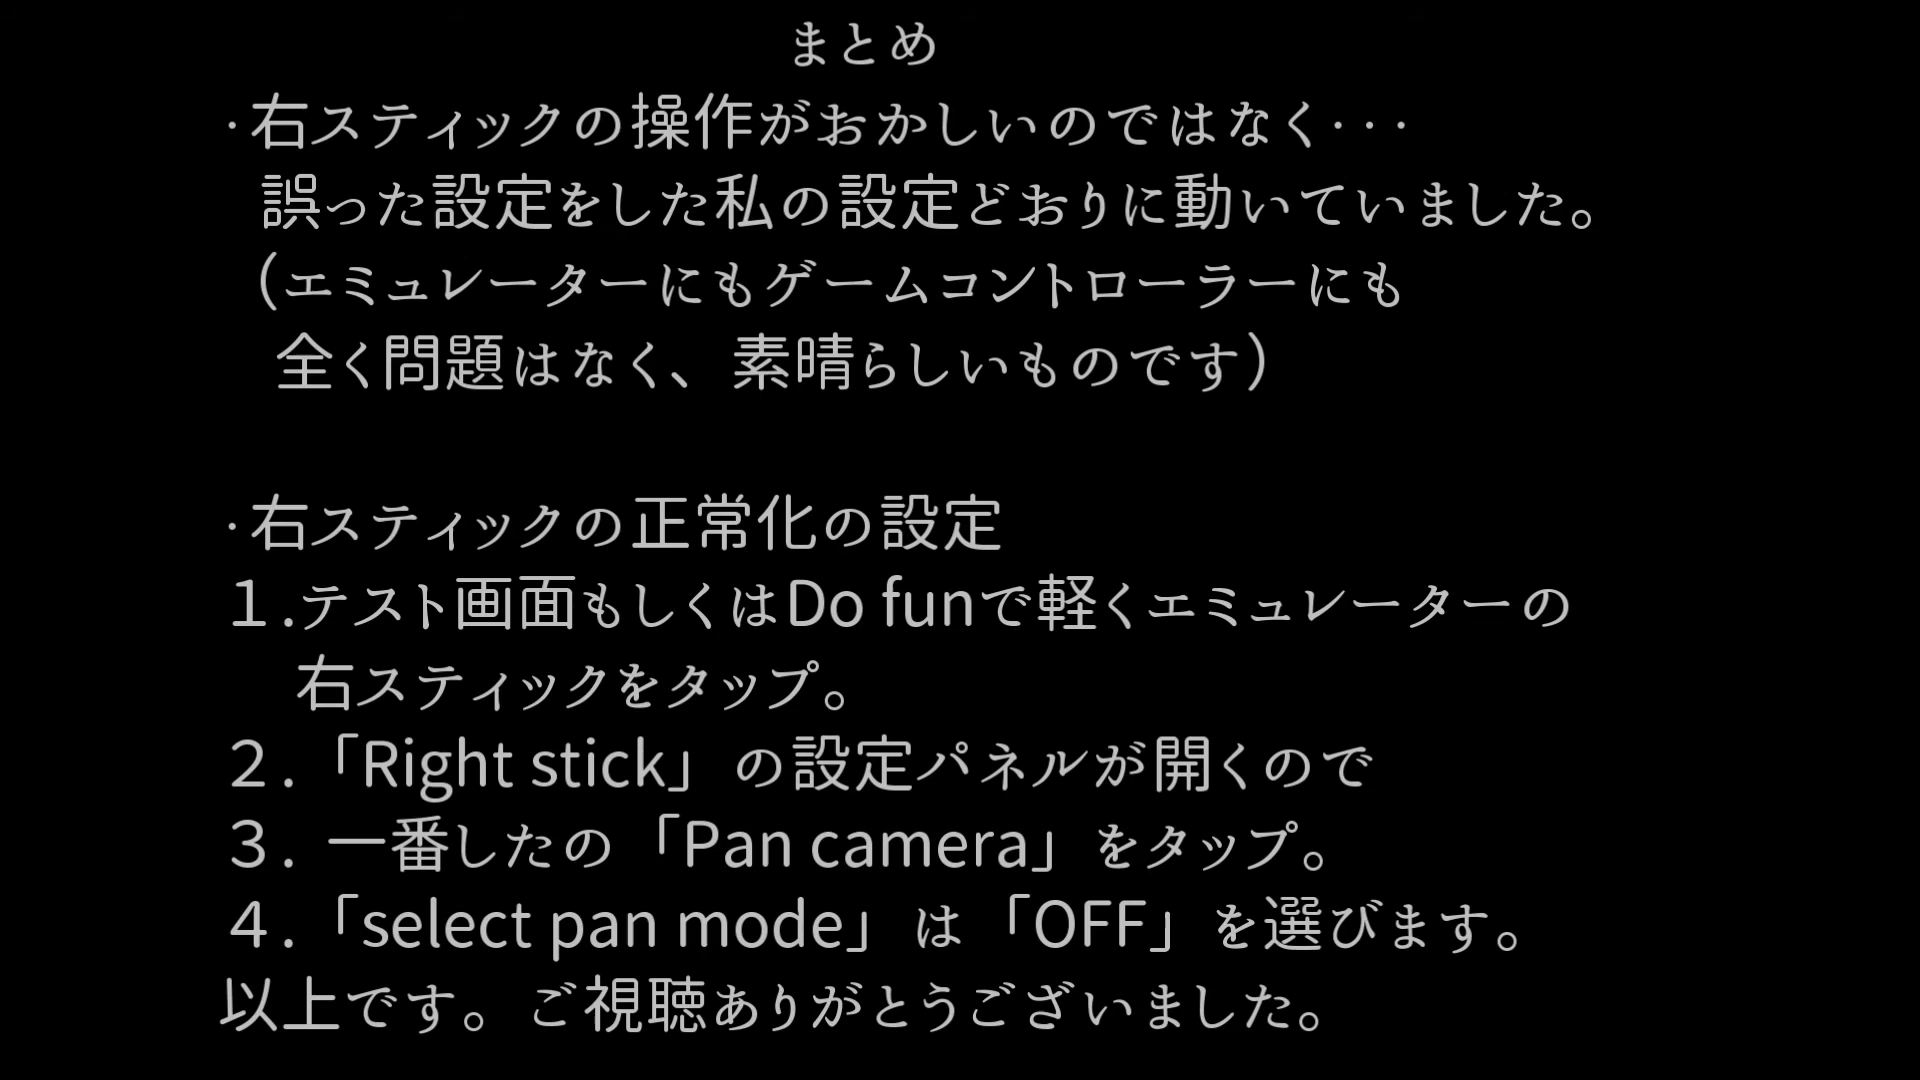 まとめ
・右スティックの操作がおかしいのではなく・・・
誤った設定をした私の設定どおりに動いていました。
（エミュレーターにもゲームコントローラーにも
全く問題はなく、素晴らしいものです）
・右スティックの正常化の設定
１.テスト画面もしくはDo funで軽くエミュレーターの
右スティックをタップ。
２.「Right stick」の設定パネルが開くので
３. 一番したの「Pan camera」をタップ。
４.「select pan mode」は「OFF」を選びます。
以上です。ご視聴ありがとうございました。